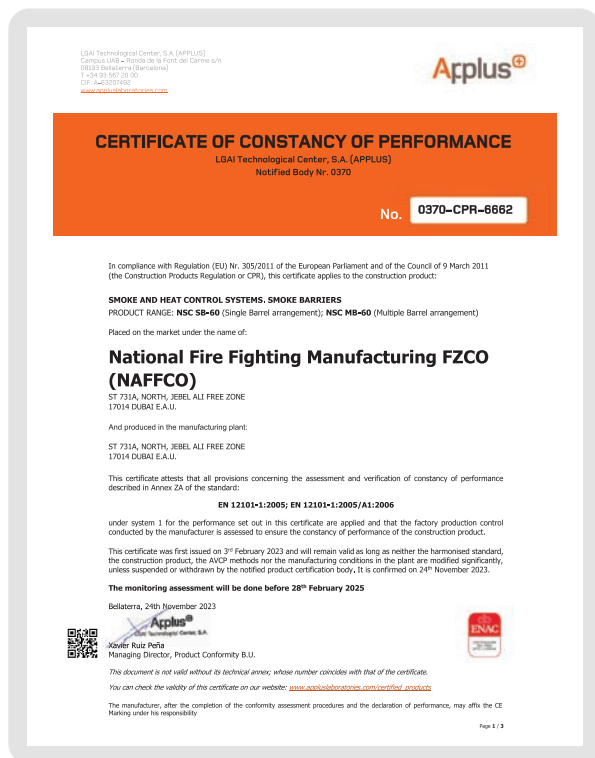 LGAI Technological Center, S.A. (APPLUS)
Campus UAB – Ronda de la Font del Carme s/n
08193 Bellaterra (Barcelona)
T +34 93 567 20 00
CIF: A-63207492
www.appluslaboratories.com
Applus+
CERTIFICATE OF CONSTANCY OF PERFORMANCE
LGAI Technological Center, S.A. (APPLUS)
Notified Body Nr. 0370
No. 0370-CPR-6662
In compliance with Regulation (EU) Nr. 305/2011 of the European Parliament and of the Council of 9 March 2011
(the Construction Products Regulation or CPR), this certificate applies to the construction product:
SMOKE AND HEAT CONTROL SYSTEMS. SMOKE BARRIERS
PRODUCT RANGE: NSC SB-60 (Single Barrel arrangement); NSC MB-60 (Multiple Barrel arrangement)
Placed on the market under the name of:
National Fire Fighting Manufacturing FZCO
(NAFFCO)
ST 731A, NORTH, JEBEL ALI FREE ZONE
17014 DUBAI E.A.U.
And produced in the manufacturing plant:
ST 731A, NORTH, JEBEL ALI FREE ZONE
17014 DUBAI E.A.U.
This certificate attests that all provisions concerning the assessment and verification of constancy of performance
described in Annex ZA of the standard:
EN 12101-1:2005; EN 12101-1:2005/A1:2006
under system 1 for the performance set out in this certificate are applied and that the factory production control
conducted by the manufacturer is assessed to ensure the constancy of performance of the construction product.
This certificate was first issued on 3rd February 2023 and will remain valid as long as neither the harmonised standard,
the construction product, the AVCP methods nor the manufacturing conditions in the plant are modified significantly,
unless suspended or withdrawn by the notified product certification body. It is confirmed on 24th November 2023.
The monitoring assessment will be done before 28th February 2025
Bellaterra, 24th November 2023
Applus+
LGAI Technological Center, S.A.
ENAC
Xavier Ruiz Peña
Managing Director, Product Conformity B.U.
This document is not valid without its technical annex; whose number coincides with that of the certificate.
You can check the validity of this certificate on our website: www.appluslaboratories.com/certified_products
The manufacturer, after the completion of the conformity assessment procedures and the declaration of performance, may affix the CE
Marking under his responsibility
Page 1 / 3